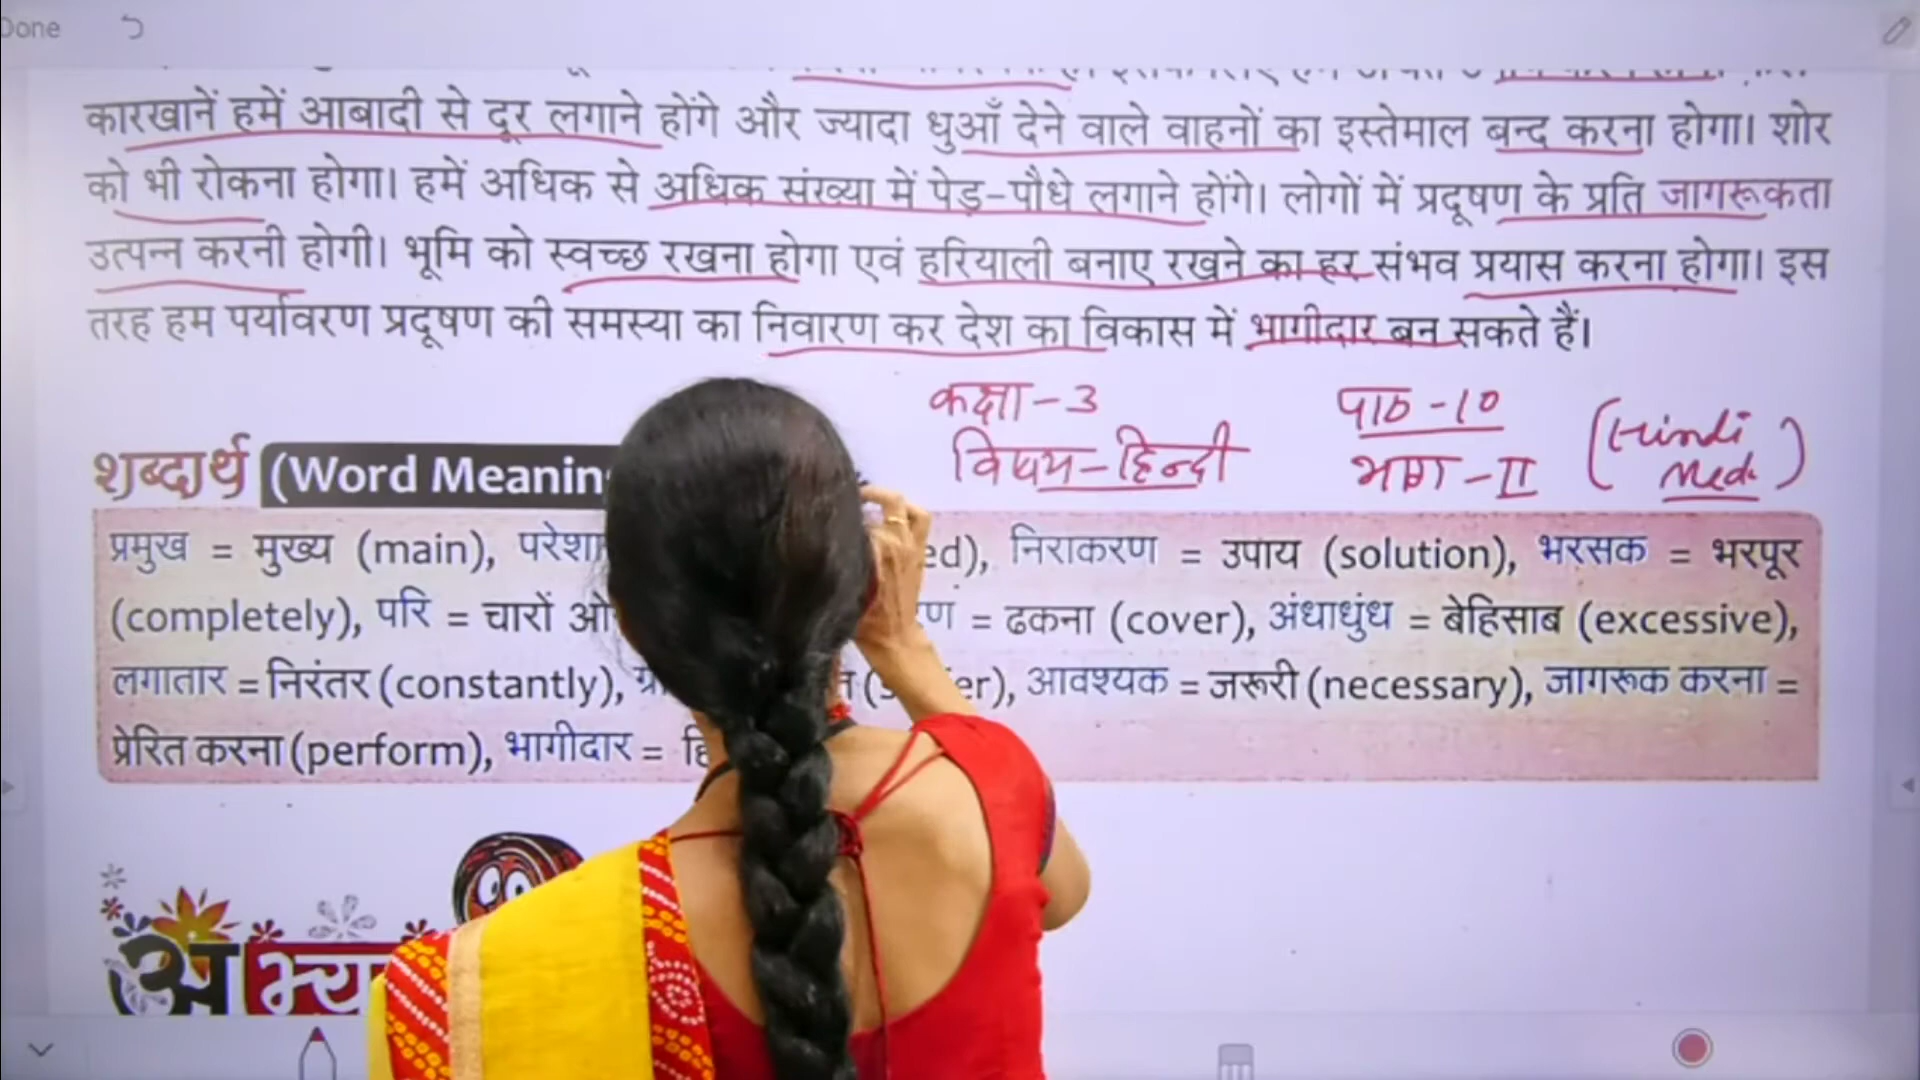 Done
कारखानें हमें आबादी से दूर लगाने होंगे और ज्यादा धुआँ देने वाले वाहनों का इस्तेमाल बन्द करना होगा। शोर
को भी रोकना होगा। हमें अधिक से अधिक संख्या में पेड़-पौधे लगाने होंगे। लोगों में प्रदूषण के प्रति जागरूकता
उत्पन्न करनी होगी। भूमि को स्वच्छ रखना होगा एवं हरियाली बनाए रखने का हर संभव प्रयास करना होगा। इस
तरह हम पर्यावरण प्रदूषण की समस्या का निवारण कर देश का विकास में भागीदार बन सकते हैं।
कक्षा-3 पाठ-10 (Hindi
विषय-हिन्दी भाग-II Med.)
शब्दार्थ (Word Meanin
प्रमुख = मुख्य (main), ed), निराकरण = उपाय (solution), भरसक = भरपूर
(completely), परि = चारों = ढकना (cover), अंधाधुंध = बेहिसाब (excessive),
लगातार = निरंतर (constantly), er), आवश्यक = जरूरी (necessary), जागरूक करना =
प्रेरित करना (perform), भागीदार =
अभ्य